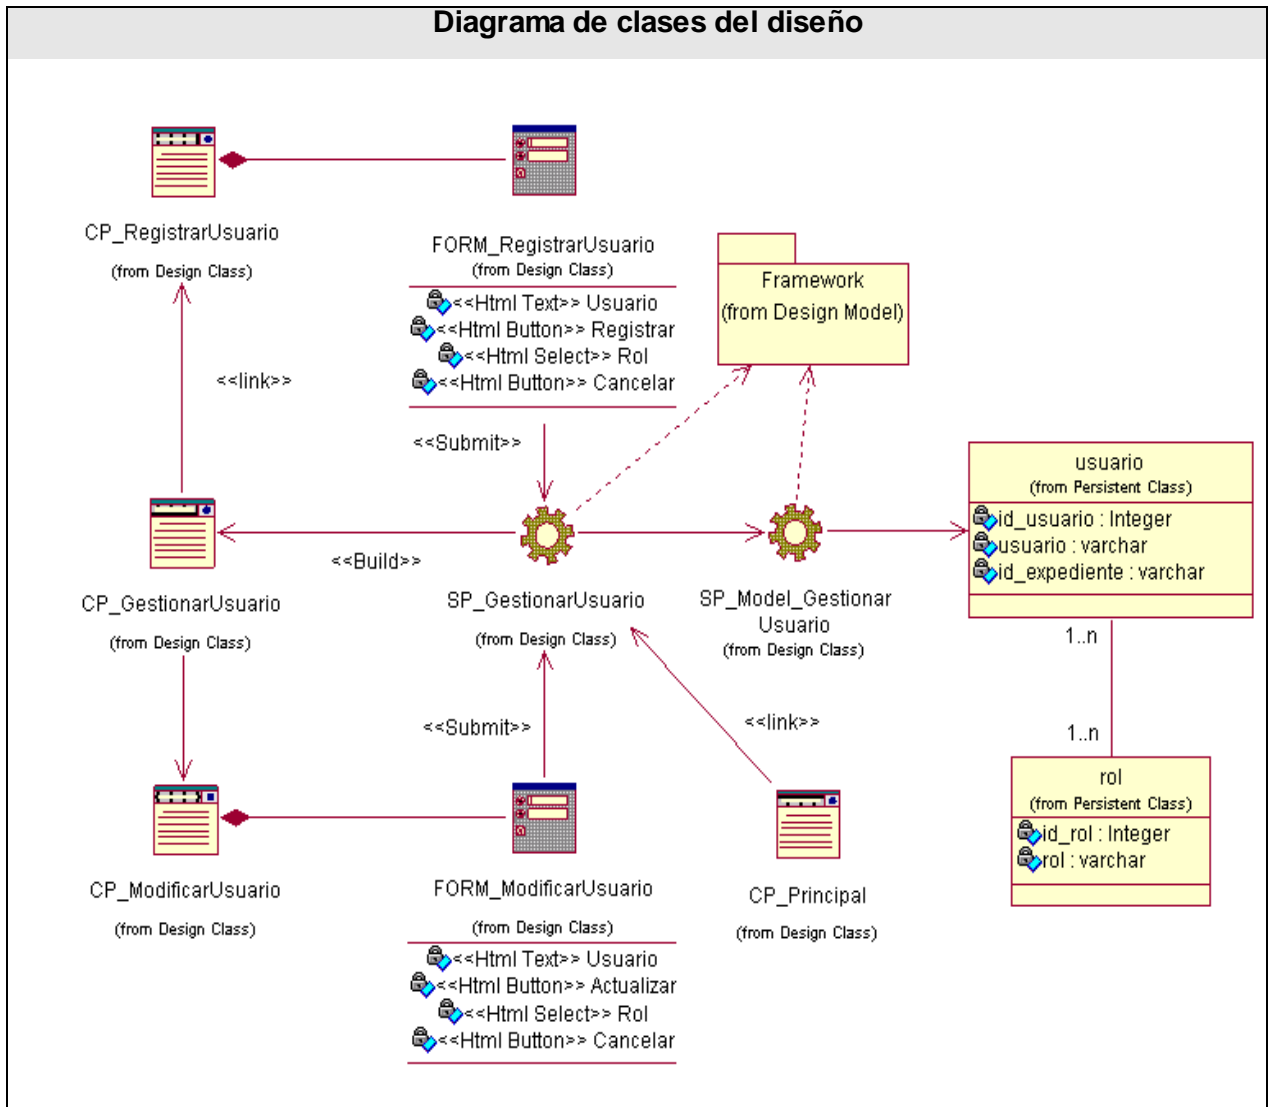 Diagrama de clases del diseño
CP_RegistrarUsuario
(from Design Class)
FORM_RegistrarUsuario
(from Design Class)
<<Html Text>> Usuario
<<Html Button>> Registrar
<<Html Select>> Rol
<<Html Button>> Cancelar
Framework
(from Design Model)
<<link>>
<<Submit>>
usuario
(from Persistent Class)
id_usuario : Integer
usuario : varchar
id_expediente : varchar
<<Build>>
CP_GestionarUsuario
(from Design Class)
SP_GestionarUsuario
(from Design Class)
SP_Model_Gestionar
Usuario
(from Design Class)
1..n
<<Submit>>
<<link>>
1..n
rol
(from Persistent Class)
id_rol : Integer
rol : varchar
CP_ModificarUsuario
(from Design Class)
FORM_ModificarUsuario
(from Design Class)
<<Html Text>> Usuario
<<Html Button>> Actualizar
<<Html Select>> Rol
<<Html Button>> Cancelar
CP_Principal
(from Design Class)